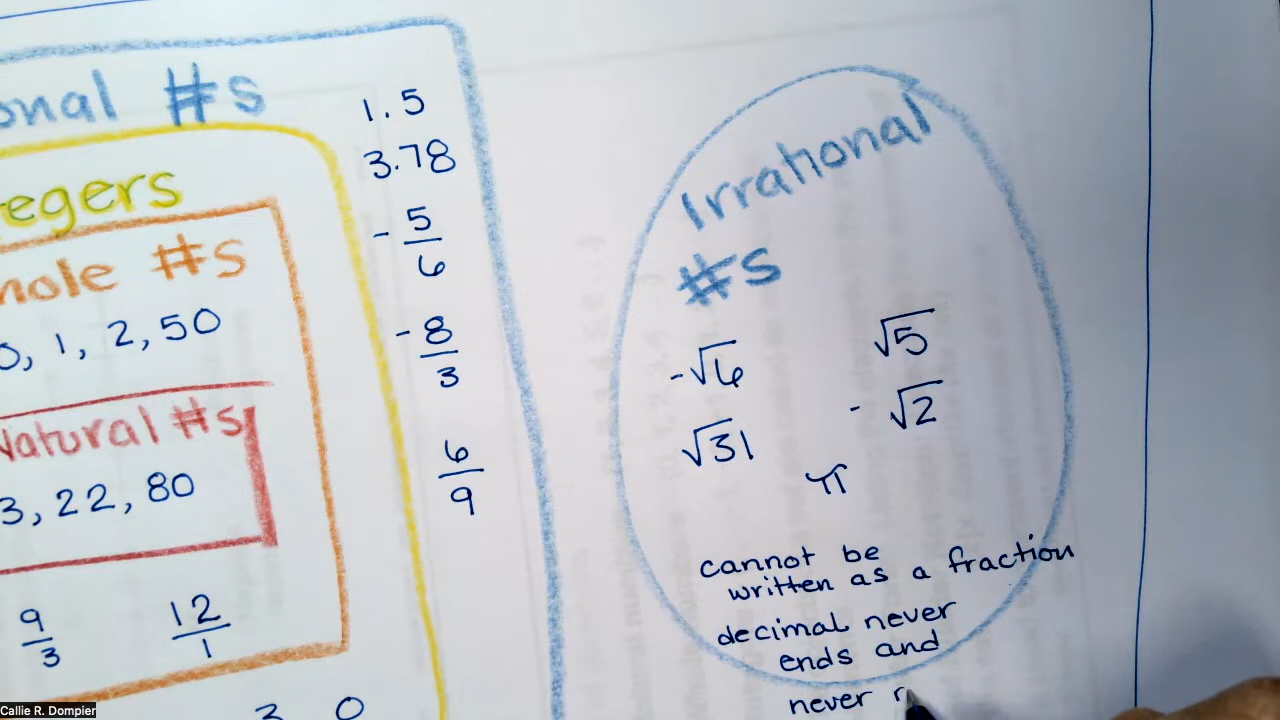 onal #s
1.5
3.78
- 5/6
- 8/3
6/9
egers
hole #s
0, 1, 2, 50
Natural #s
3, 22, 80
9/3 12/1
Irrational
#s
-√6 √5
√31 - √2
π
cannot be
written as a fraction
decimal never
ends and
never r
Callie R. Dompier